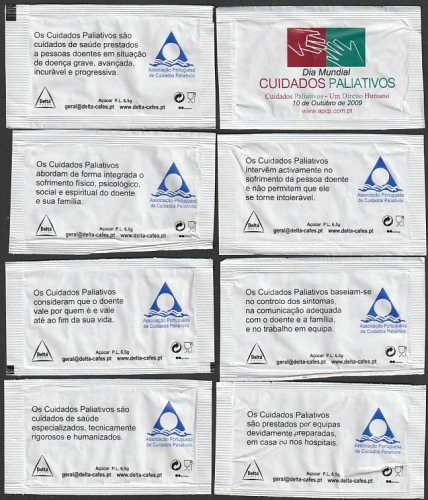 Os Cuidados Paliativos são
cuidados de saúde prestados
a pessoas doentes em situação
de doença grave, avançada,
incurável e progressiva.
Associação Portuguesa
de Cuidados Paliativos
Delta
Açúcar P.L. 6,5g
geral@delta-cafes.pt www.delta-cafes.pt
Dia Mundial
CUIDADOS PALIATIVOS
Cuidados Paliativos - Um Direito Humano
10 de Outubro de 2009
www.apcp.com.pt
Os Cuidados Paliativos
abordam de forma integrada o
sofrimento físico, psicológico,
social e espiritual do doente
e sua família.
Associação Portuguesa
de Cuidados Paliativos
Delta
Açúcar P.L. 6,5g
geral@delta-cafes.pt www.delta-cafes.pt
Os Cuidados Paliativos
intervêm activamente no
sofrimento da pessoa doente
e não permitem que ele
se torne intolerável.
Associação Portuguesa
de Cuidados Paliativos
Delta
Açúcar P.L. 6,5g
geral@delta-cafes.pt www.delta-cafes.pt
Os Cuidados Paliativos
consideram que o doente
vale por quem é e vale
até ao fim da sua vida.
Associação Portuguesa
de Cuidados Paliativos
Delta
Açúcar P.L. 6,5g
geral@delta-cafes.pt www.delta-cafes.pt
Os Cuidados Paliativos baseiam-se
no controlo dos sintomas,
na comunicação adequada
com o doente e a família,
e no trabalho em equipa.
Associação Portuguesa
de Cuidados Paliativos
Delta
Açúcar P.L. 6,5g
geral@delta-cafes.pt www.delta-cafes.pt
Os Cuidados Paliativos são
cuidados de saúde
especializados, tecnicamente
rigorosos e humanizados.
Associação Portuguesa
de Cuidados Paliativos
Delta
Açúcar P.L. 6,5g
geral@delta-cafes.pt www.delta-cafes.pt
Os Cuidados Paliativos
são prestados por equipas
devidamente preparadas,
em casa ou nos hospitais.
Associação Portuguesa
de Cuidados Paliativos
Delta
Açúcar P.L. 6,5g
geral@delta-cafes.pt www.delta-cafes.pt